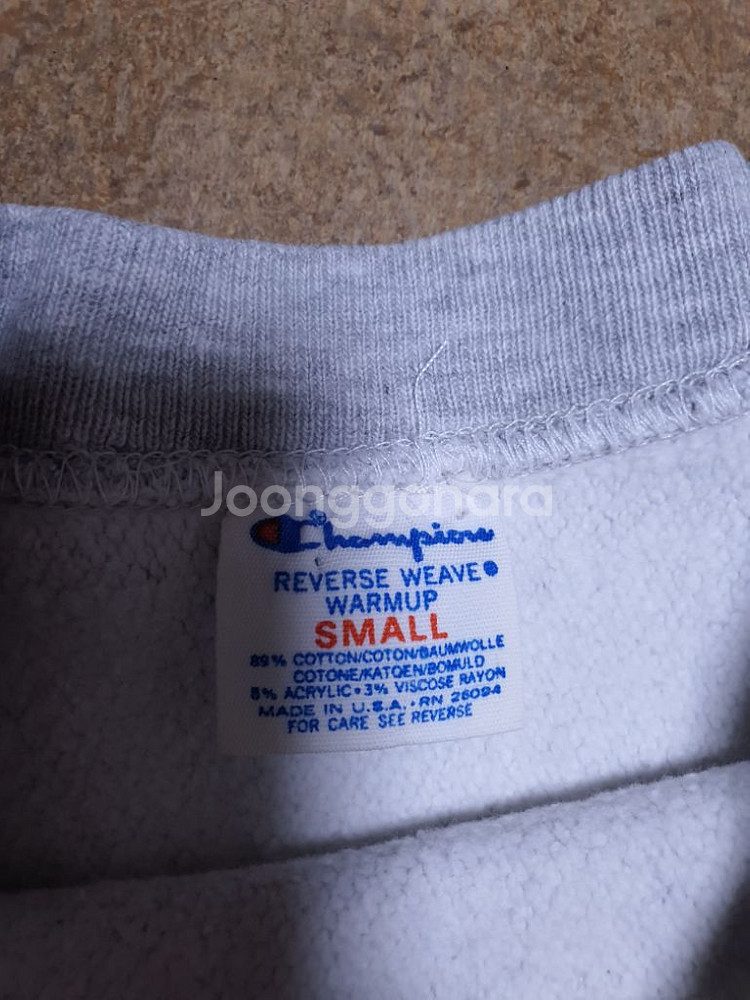 Joonggonara
Champion
REVERSE WEAVE
WARMUP
SMALL
89% COTTON/COTON/BAUMWOLLE
COTONE/KATOEN/BOMULD
8% ACRYLIC•3% VISCOSE RAYON
MADE IN U.S.A.•RN 26094
FOR CARE SEE REVERSE